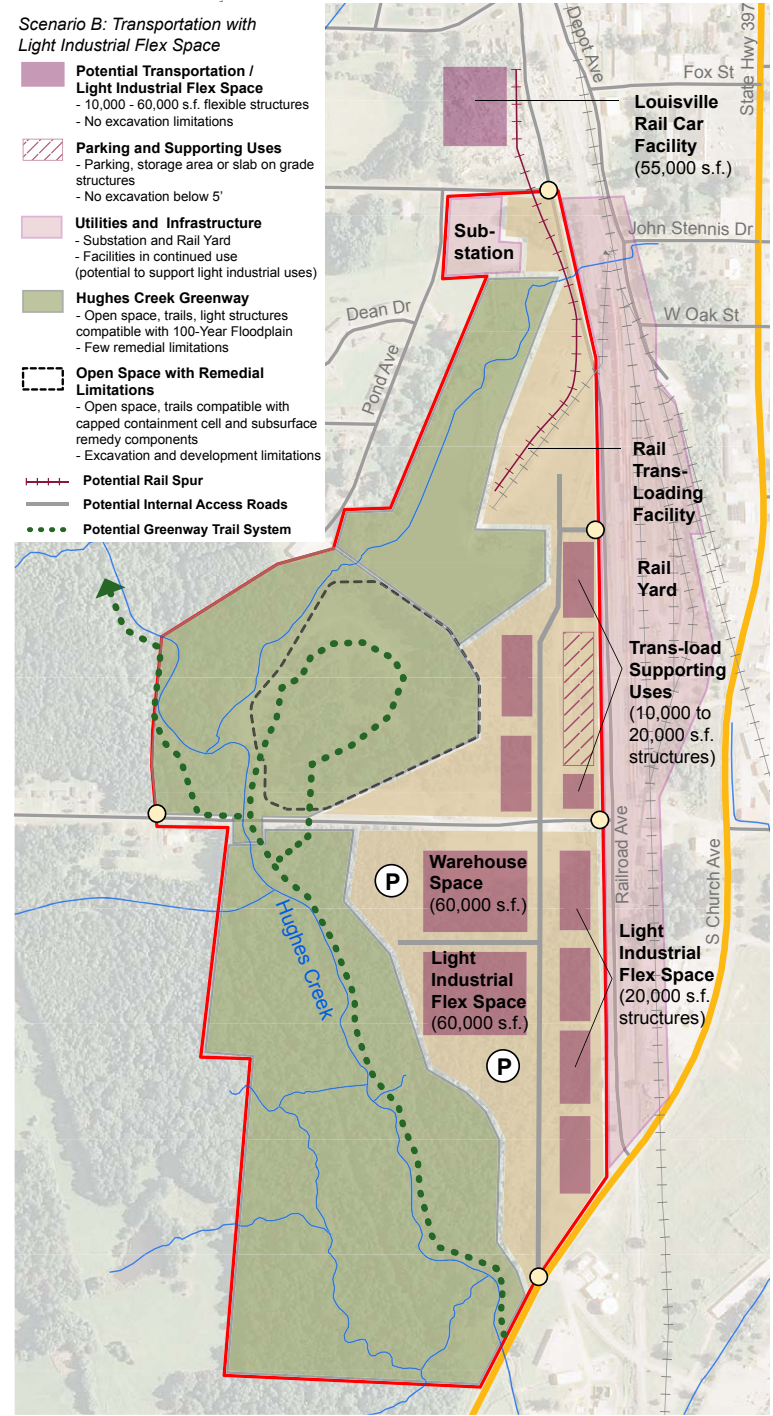 Scenario B: Transportation with
Light Industrial Flex Space
Potential Transportation /
Light Industrial Flex Space
- 10,000 - 60,000 s.f. flexible structures
- No excavation limitations
Parking and Supporting Uses
- Parking, storage area or slab on grade
structures
- No excavation below 5'
Utilities and Infrastructure
- Substation and Rail Yard
- Facilities in continued use
(potential to support light industrial uses)
Hughes Creek Greenway
- Open space, trails, light structures
compatible with 100-Year Floodplain
- Few remedial limitations
Open Space with Remedial
Limitations
- Open space, trails compatible with
capped containment cell and subsurface
remedy components
- Excavation and development limitations
Potential Rail Spur
Potential Internal Access Roads
Potential Greenway Trail System
Depot Ave
State Hwy 397
Fox St
Louisville
Rail Car
Facility
(55,000 s.f.)
John Stennis Dr
Sub-
station
Dean Dr
W Oak St
Pond Ave
Rail
Trans-
Loading
Facility
Rail
Yard
Trans-load
Supporting
Uses
(10,000 to
20,000 s.f.
structures)
Railroad Ave
S Church Ave
P
Warehouse
Space
(60,000 s.f.)
Hughes Creek
Light
Industrial
Flex Space
(60,000 s.f.)
Light
Industrial
Flex Space
(20,000 s.f.
structures)
P